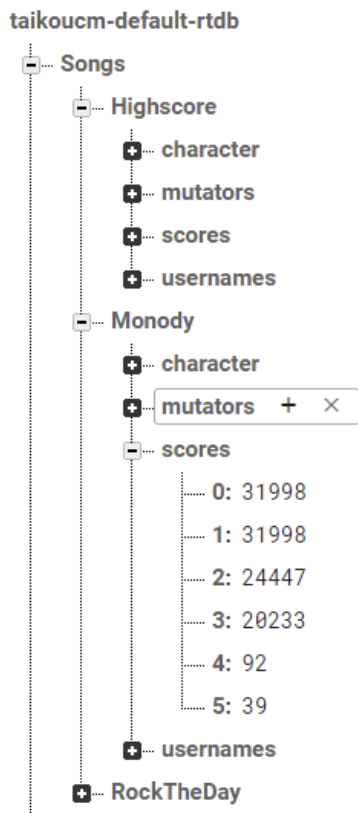 taikoucm-default-rtdb
Songs
Highscore
character
mutators
scores
usernames
Monody
character
mutators + ×
scores
0: 31998
1: 31998
2: 24447
3: 20233
4: 92
5: 39
usernames
RockTheDay